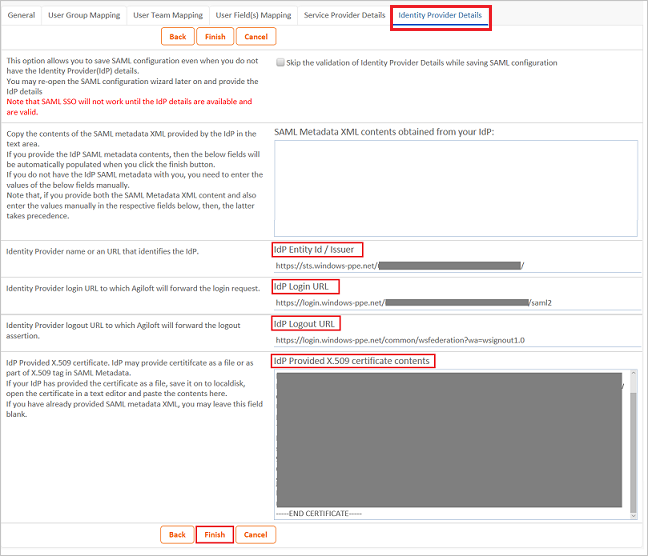 General User Group Mapping User Team Mapping User Field(s) Mapping Service Provider Details Identity Provider Details
Back Finish Cancel
This option allows you to save SAML configuration even when you do not
have the Identity Provider(IdP) details.
You may re-open the SAML configuration wizard later on and provide the
IdP details
Note that SAML SSO will not work until the IdP details are available and
are valid.
Skip the validation of Identity Provider Details while saving SAML configuration
Copy the contents of the SAML metadata XML provided by the IdP in the
text area.
If you provide the IdP SAML metadata contents, then the below fields will
be automatically populated when you click the finish button.
If you do not have the IdP SAML metadata with you, you need to enter the
values of the below fields manually.
Note that, if you provide both the SAML Metadata XML content and also
enter the values manually in the respective fields below, then, the latter
takes precedence.
SAML Metadata XML contents obtained from your IdP:
Identity Provider name or an URL that identifies the IdP.
IdP Entity Id / Issuer
https://sts.windows-ppe.net/ /
Identity Provider login URL to which Agiloft will forward the login request.
IdP Login URL
https://login.windows-ppe.net/ /saml2
Identity Provider logout URL to which Agiloft will forward the logout
assertion.
IdP Logout URL
https://login.windows-ppe.net/common/wsfederation?wa=wsignout1.0
IdP Provided X.509 certificate. IdP may provide certitifcate as a file or as
part of X.509 tag in SAML Metadata.
If your IdP has provided the certificate as a file, save it on to localdisk,
open the certificate in a text editor and paste the contents here.
If you have already provided SAML metadata XML, you may leave this field
blank.
IdP Provided X.509 certificate contents
-----END CERTIFICATE-----
Back Finish Cancel